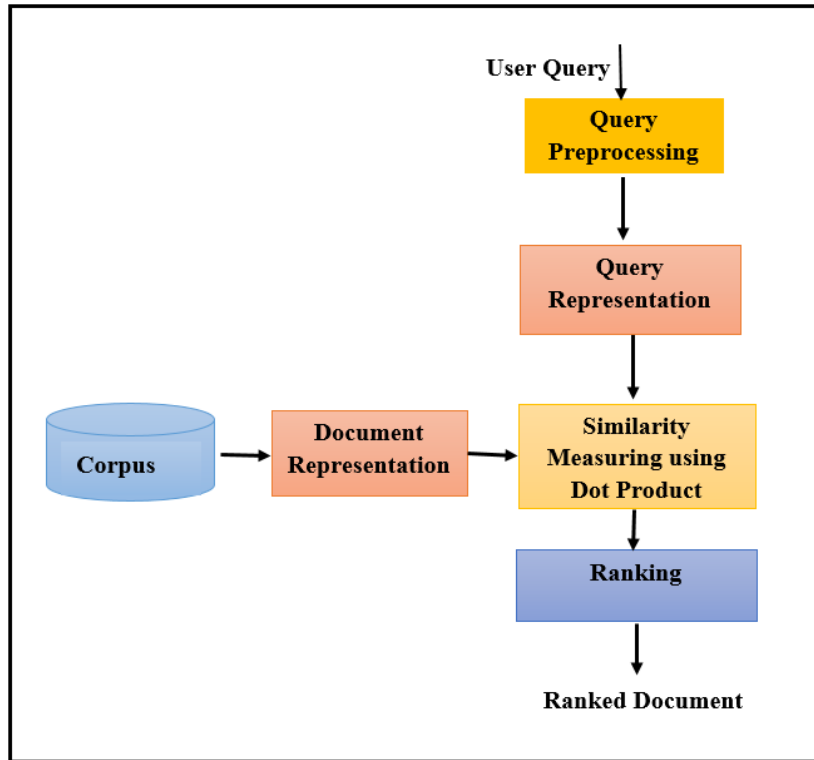 User Query
Query
Preprocessing
Query
Representation
Corpus
Document
Representation
Similarity
Measuring using
Dot Product
Ranking
Ranked Document